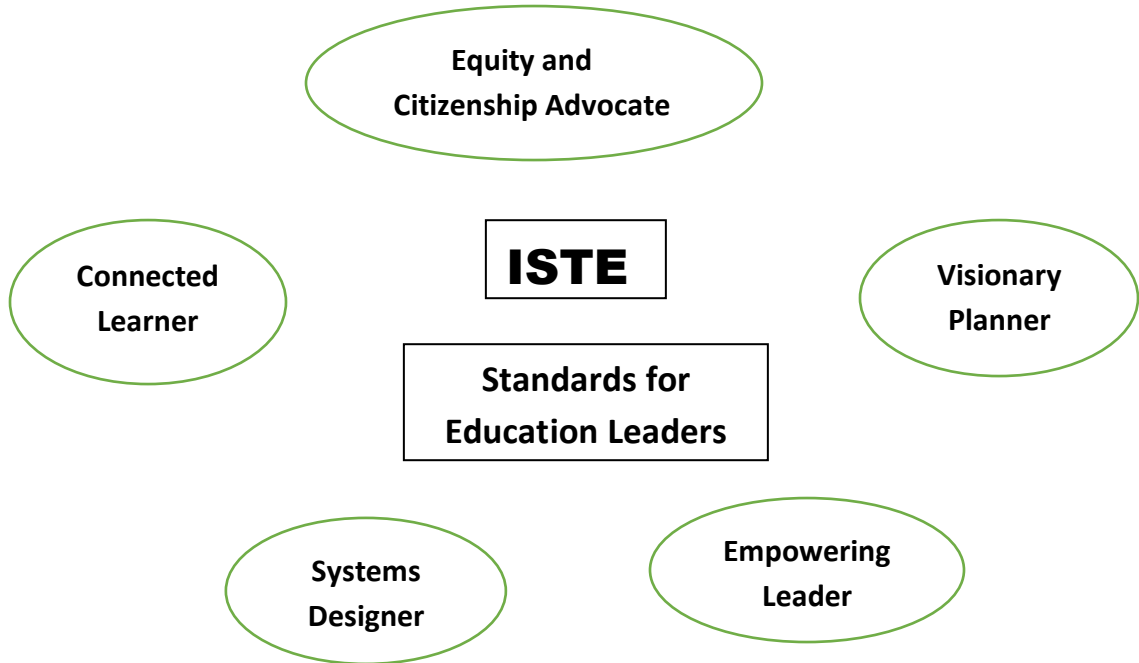 Equity and
Citizenship Advocate
ISTE
Connected
Learner
Visionary
Planner
Standards for
Education Leaders
Systems
Designer
Empowering
Leader